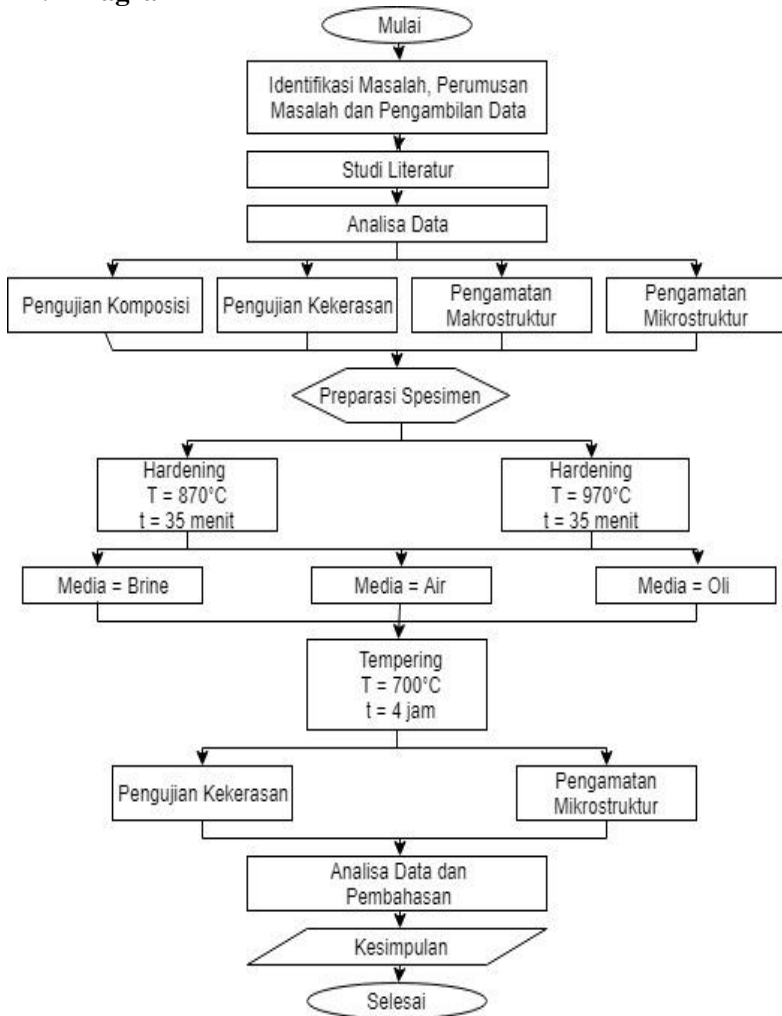 Mulai
Identifikasi Masalah, Perumusan
Masalah dan Pengambilan Data
Studi Literatur
Analisa Data
Pengujian Komposisi
Pengujian Kekerasan
Pengamatan
Makrostruktur
Pengamatan
Mikrostruktur
Preparasi Spesimen
Hardening
T = 870°C
t = 35 menit
Hardening
T = 970°C
t = 35 menit
Media = Brine
Media = Air
Media = Oli
Tempering
T = 700°C
t = 4 jam
Pengujian Kekerasan
Pengamatan
Mikrostruktur
Analisa Data dan
Pembahasan
Kesimpulan
Selesai